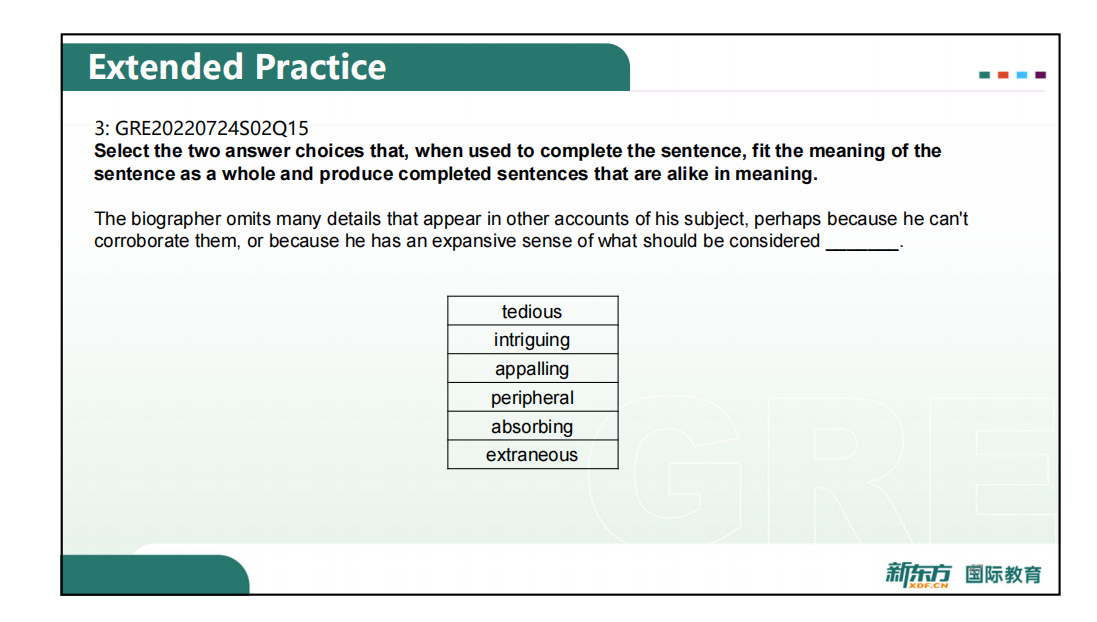 Extended Practice
3: GRE20220724S02Q15
Select the two answer choices that, when used to complete the sentence, fit the meaning of the
sentence as a whole and produce completed sentences that are alike in meaning.
The biographer omits many details that appear in other accounts of his subject, perhaps because he can't
corroborate them, or because he has an expansive sense of what should be considered _______.
tedious
intriguing
appalling
peripheral
absorbing
extraneous
GRE
新东方 国际教育
XDF.CN